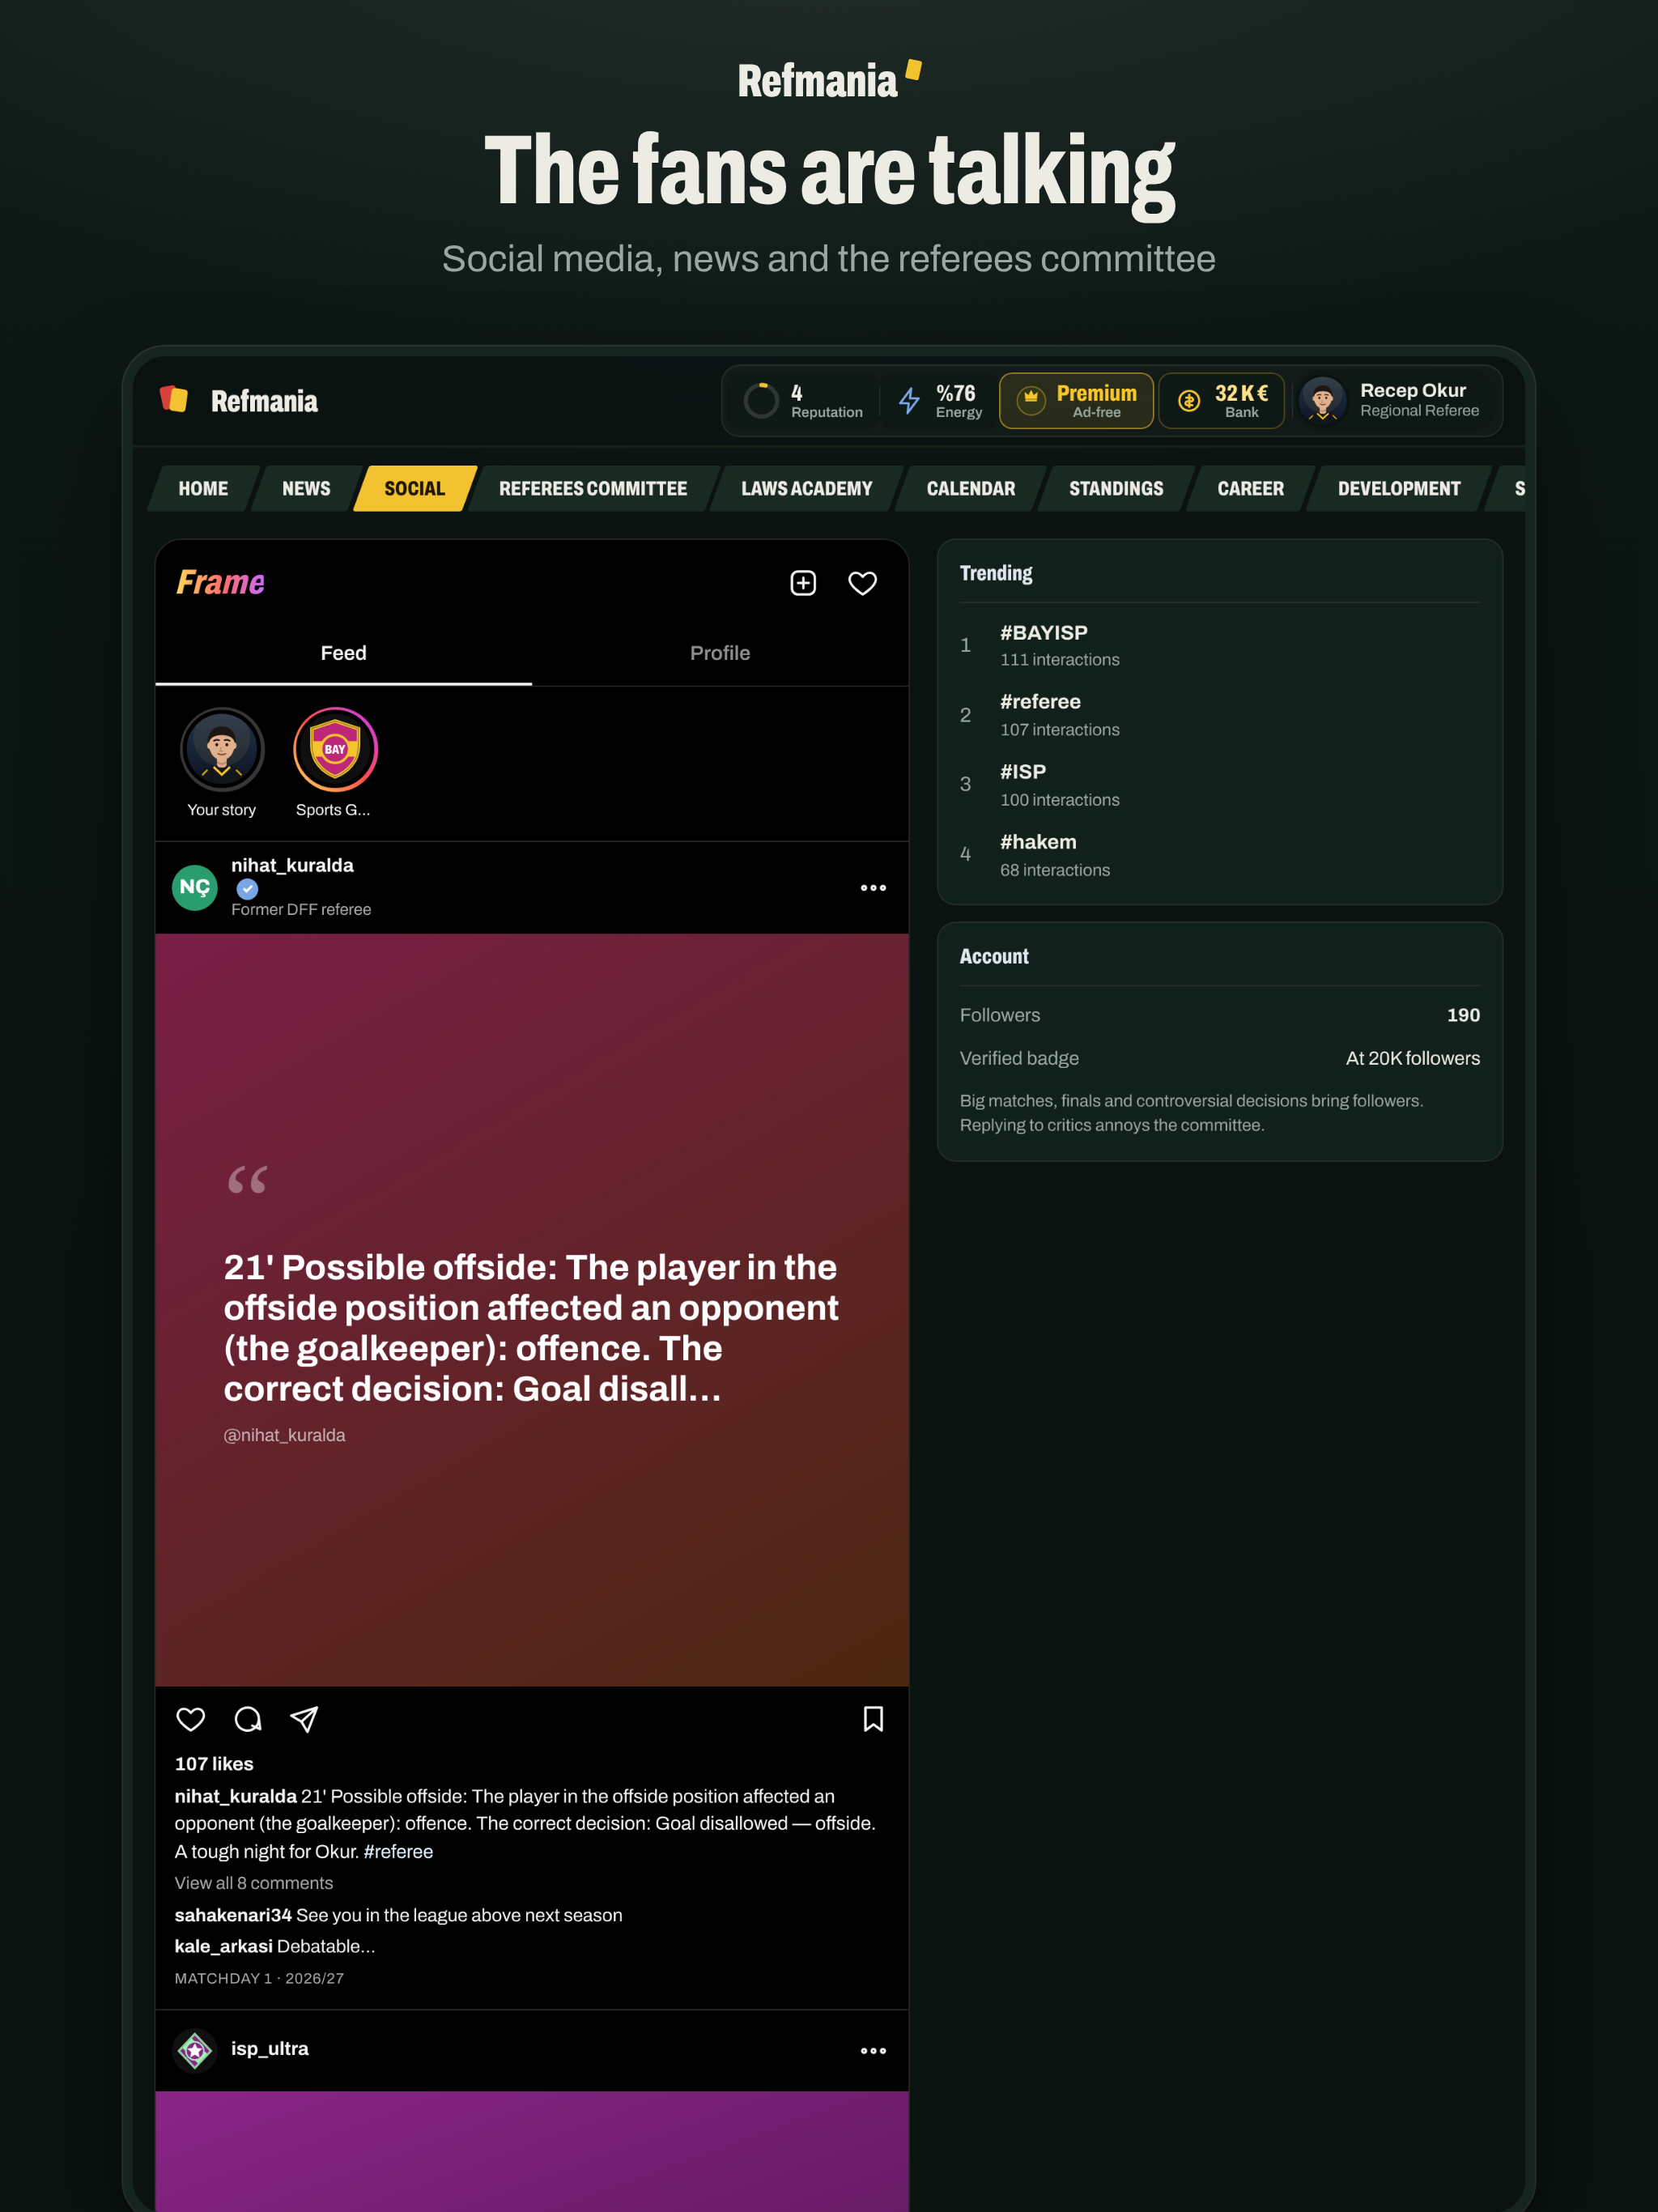 Refmania
The fans are talking
Social media, news and the referees committee
Refmania
4
Reputation
%76
Energy
Premium
Ad-free
32 K €
Bank
Recep Okur
Regional Referee
HOME
NEWS
SOCIAL
REFEREES COMMITTEE
LAWS ACADEMY
CALENDAR
STANDINGS
CAREER
DEVELOPMENT
S
Frame
Feed
Profile
BAY
Your story
Sports G...
NÇ
nihat_kuralda
Former DFF referee
“
21' Possible offside: The player in the
offside position affected an opponent
(the goalkeeper): offence. The
correct decision: Goal disall...
@nihat_kuralda
107 likes
nihat_kuralda 21' Possible offside: The player in the offside position affected an
opponent (the goalkeeper): offence. The correct decision: Goal disallowed — offside.
A tough night for Okur. #referee
View all 8 comments
sahakenari34 See you in the league above next season
kale_arkasi Debatable...
MATCHDAY 1 · 2026/27
isp_ultra
Trending
1
#BAYISP
111 interactions
2
#referee
107 interactions
3
#ISP
100 interactions
4
#hakem
68 interactions
Account
Followers
190
Verified badge
At 20K followers
Big matches, finals and controversial decisions bring followers.
Replying to critics annoys the committee.